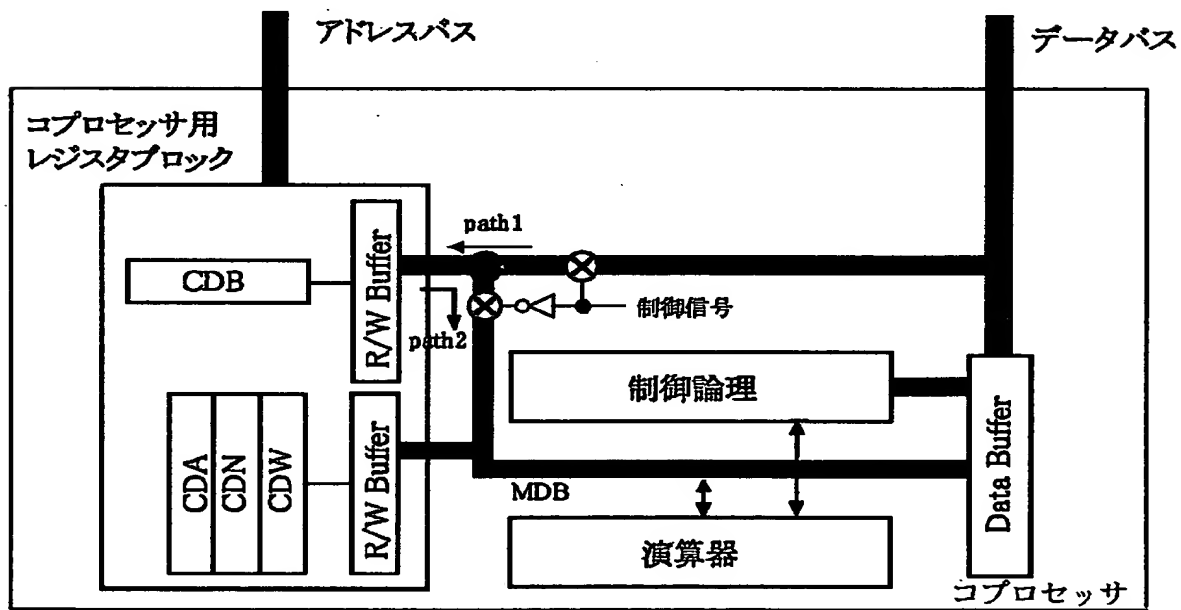 アドレスバス
データバス
コプロセッサ用
レジスタブロック
path1
R/W Buffer
CDB
制御信号
path2
制御論理
Data Buffer
CDA
CDN
CDW
R/W Buffer
MDB
演算器
コプロセッサ